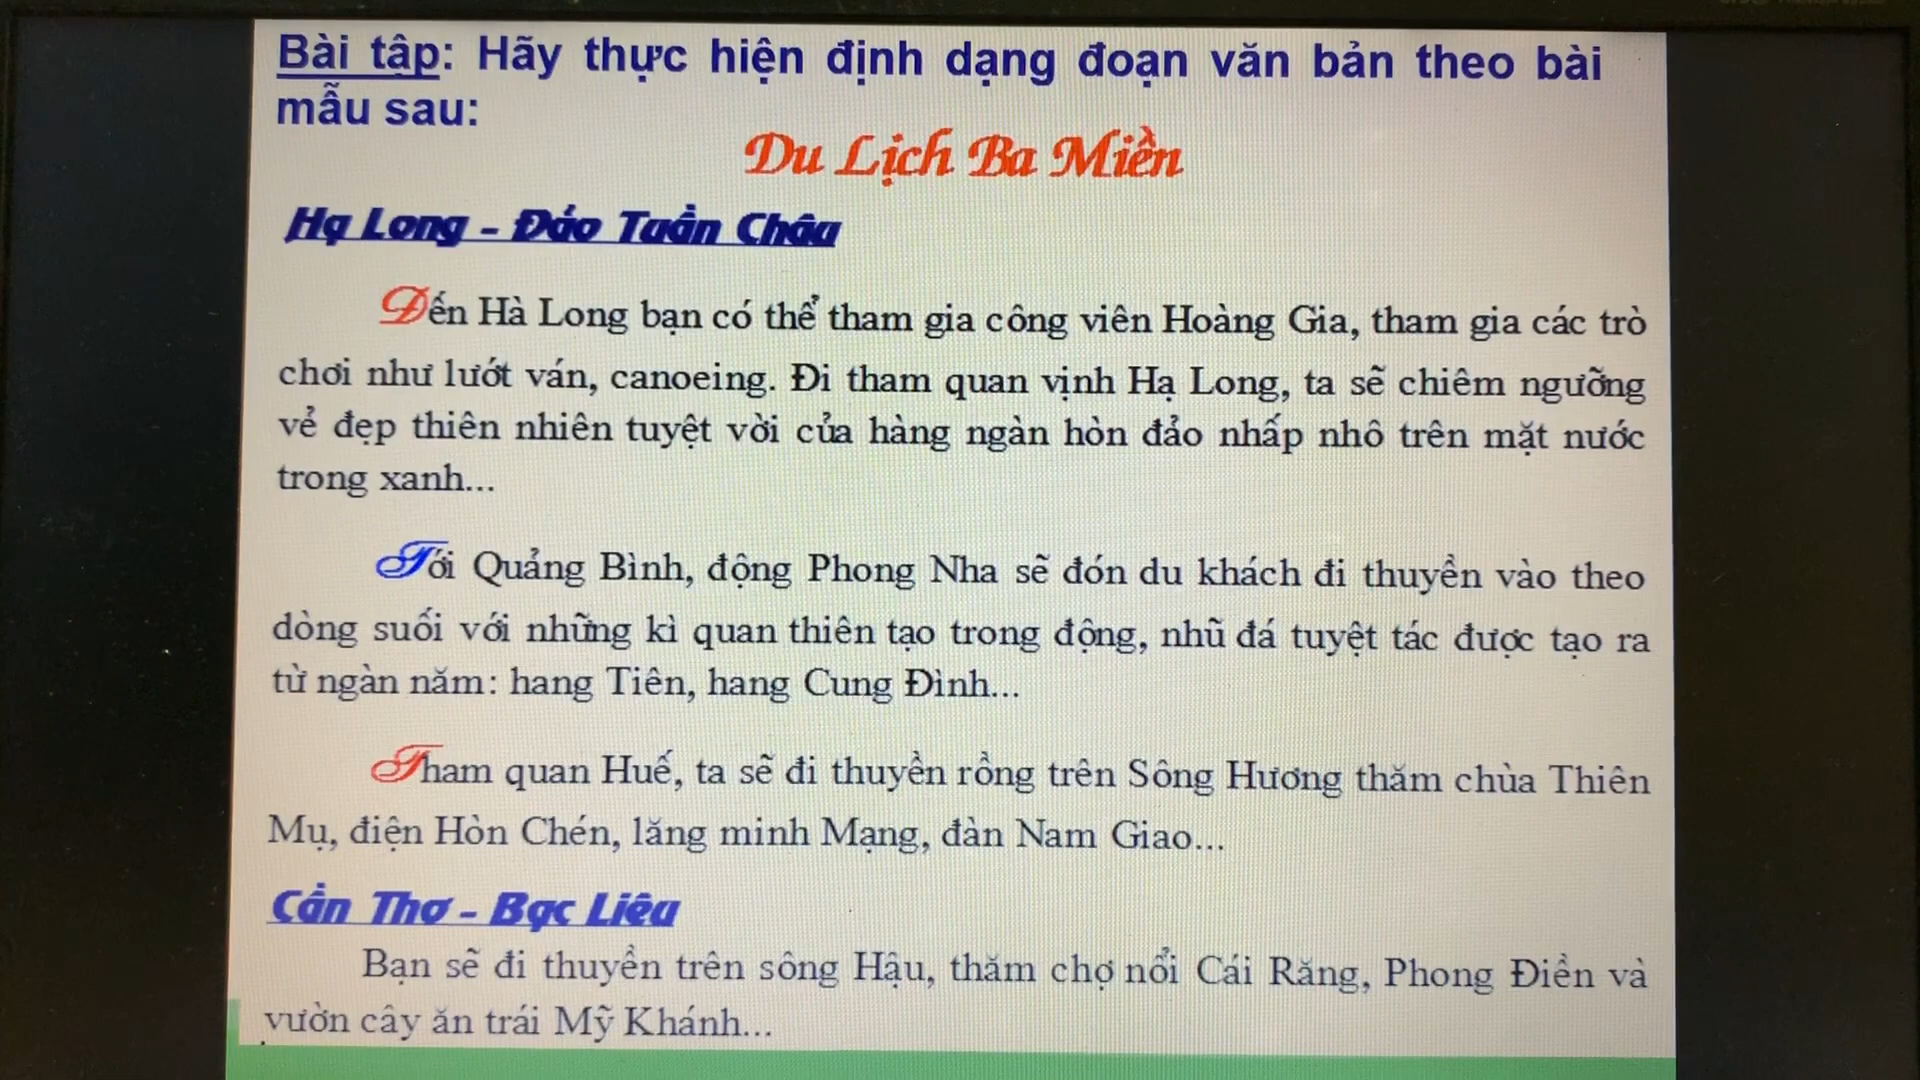 Bài tập: Hãy thực hiện định dạng đoạn văn bản theo bài
mẫu sau:
Du Lịch Ba Miền
Hạ Long - Đảo Tuần Châu
Đến Hà Long bạn có thể tham gia công viên Hoàng Gia, tham gia các trò
chơi như lướt ván, canoeing. Đi tham quan vịnh Hạ Long, ta sẽ chiêm ngưỡng
vẻ đẹp thiên nhiên tuyệt vời của hàng ngàn hòn đảo nhấp nhô trên mặt nước
trong xanh...
Tới Quảng Bình, động Phong Nha sẽ đón du khách đi thuyền vào theo
dòng suối với những kì quan thiên tạo trong động, nhũ đá tuyệt tác được tạo ra
từ ngàn năm: hang Tiên, hang Cung Đình...
Tham quan Huế, ta sẽ đi thuyền rồng trên Sông Hương thăm chùa Thiên
Mụ, điện Hòn Chén, lăng minh Mạng, đàn Nam Giao...
Cần Thơ - Bạc Liêu
Bạn sẽ đi thuyền trên sông Hậu, thăm chợ nổi Cái Răng, Phong Điền và
vườn cây ăn trái Mỹ Khánh...